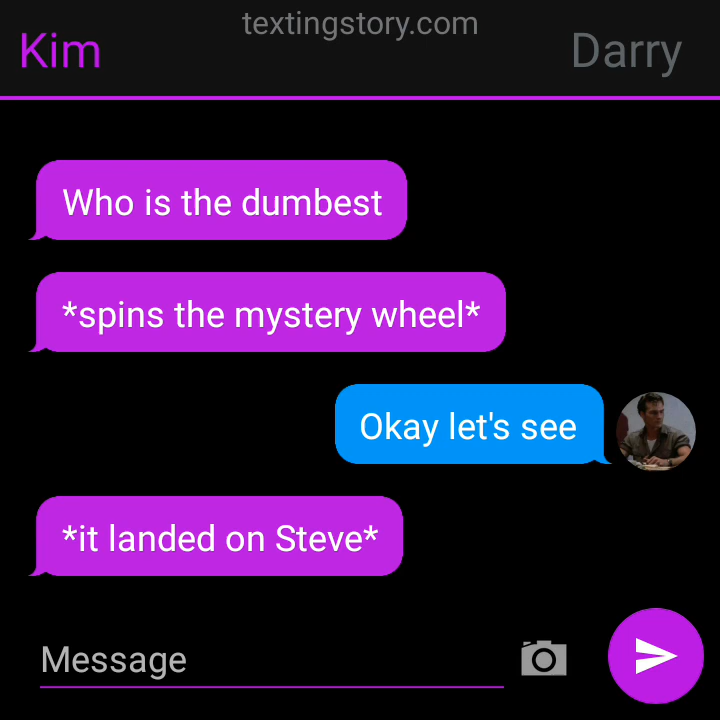 textingstory.com
Kim
Darry
Who is the dumbest
*spins the mystery wheel*
Okay let's see
*it landed on Steve*
Message